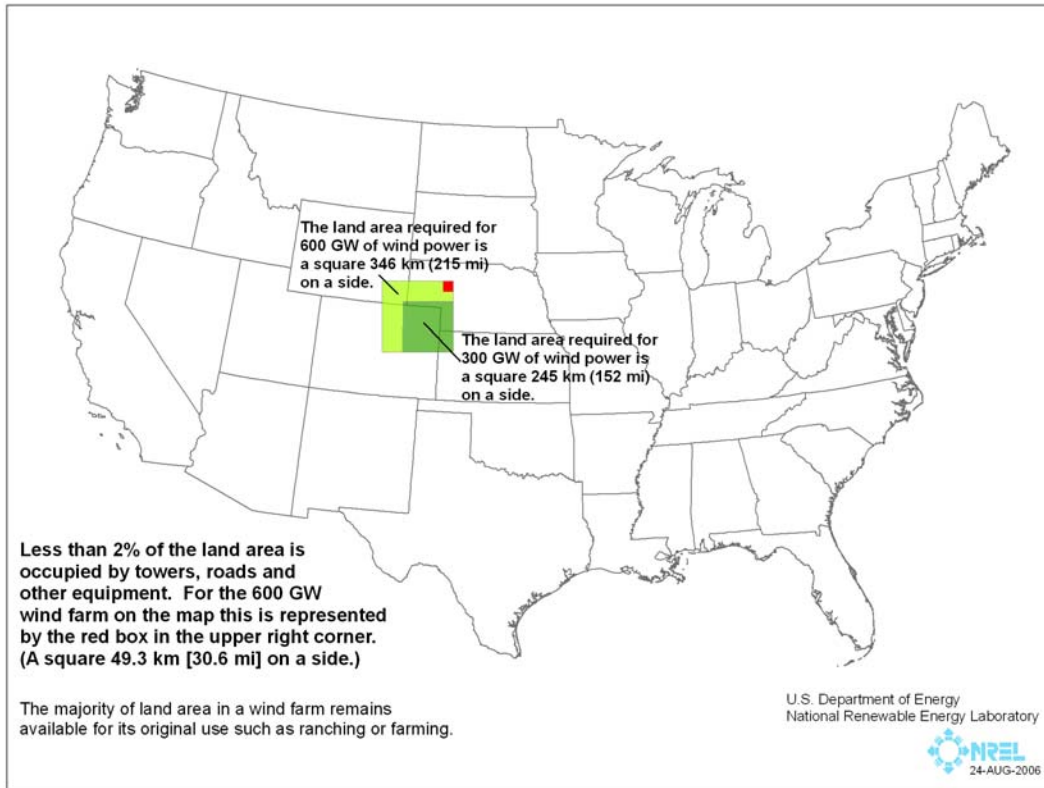 The land area required for
600 GW of wind power is
a square 346 km (215 mi)
on a side.
The land area required for
300 GW of wind power is
a square 245 km (152 mi)
on a side.
Less than 2% of the land area is
occupied by towers, roads and
other equipment.  For the 600 GW
wind farm on the map this is represented
by the red box in the upper right corner.
(A square 49.3 km [30.6 mi] on a side.)
The majority of land area in a wind farm remains
available for its original use such as ranching or farming.
U.S. Department of Energy
National Renewable Energy Laboratory
NREL
24-AUG-2006